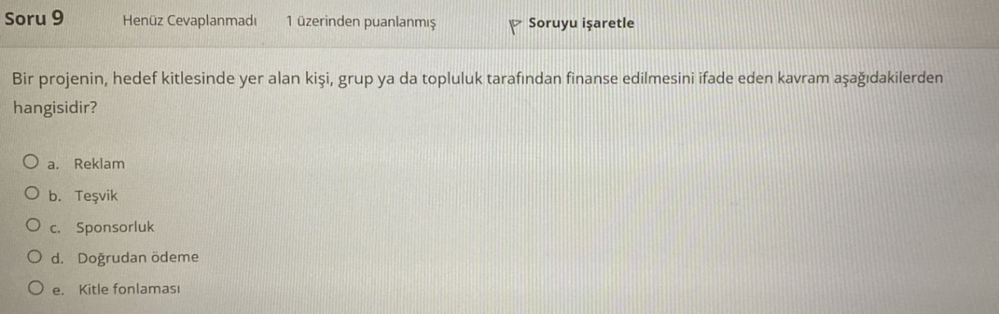 Soru 9 Henüz Cevaplanmadı 1 üzerinden puanlanmış Soruyu işaretle
Bir projenin, hedef kitlesinde yer alan kişi, grup ya da topluluk tarafından finanse edilmesini ifade eden kavram aşağıdakilerden
hangisidir?
a. Reklam
b. Teşvik
c. Sponsorluk
d. Doğrudan ödeme
e. Kitle fonlaması